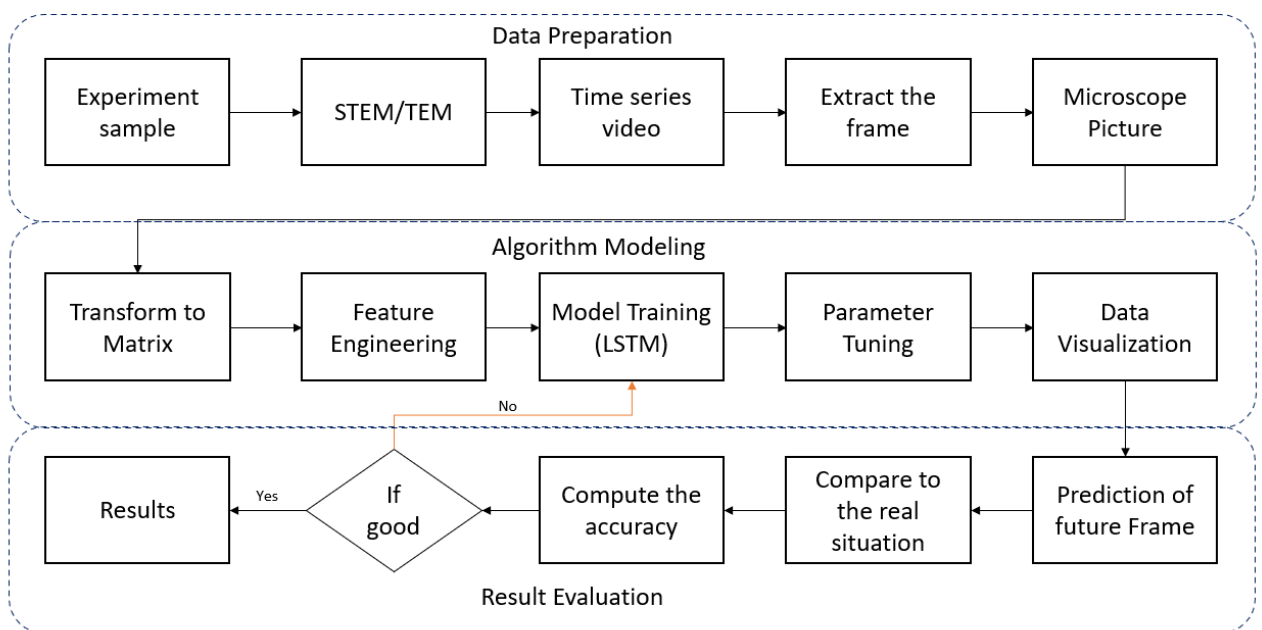 Data Preparation
Experiment
sample
STEM/TEM
Time series
video
Extract the
frame
Microscope
Picture
Algorithm Modeling
Transform to
Matrix
Feature
Engineering
Model Training
(LSTM)
Parameter
Tuning
Data
Visualization
No
Results
Yes
If
good
Compute the
accuracy
Compare to
the real
situation
Prediction of
future Frame
Result Evaluation